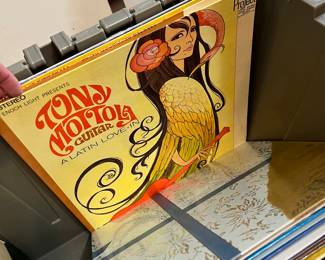 STEREO
ENOCH LIGHT PRESENTS
TONY
MOTTOLA
GUITAR
A LATIN LOVE-IN
Project